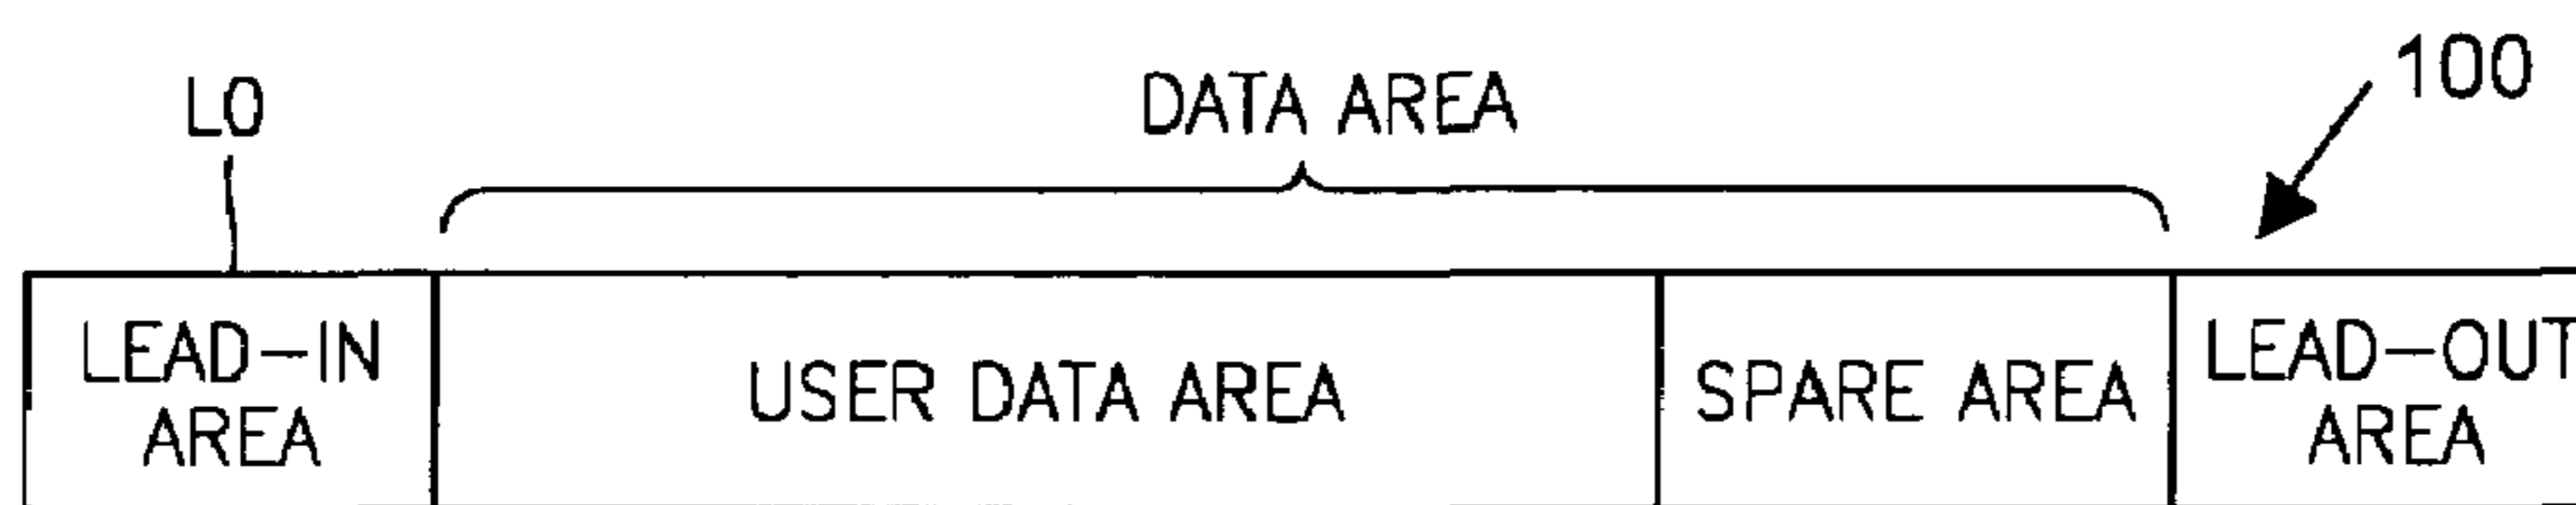 L0
DATA AREA
100
LEAD-IN
AREA
USER DATA AREA
SPARE AREA
LEAD-OUT
AREA